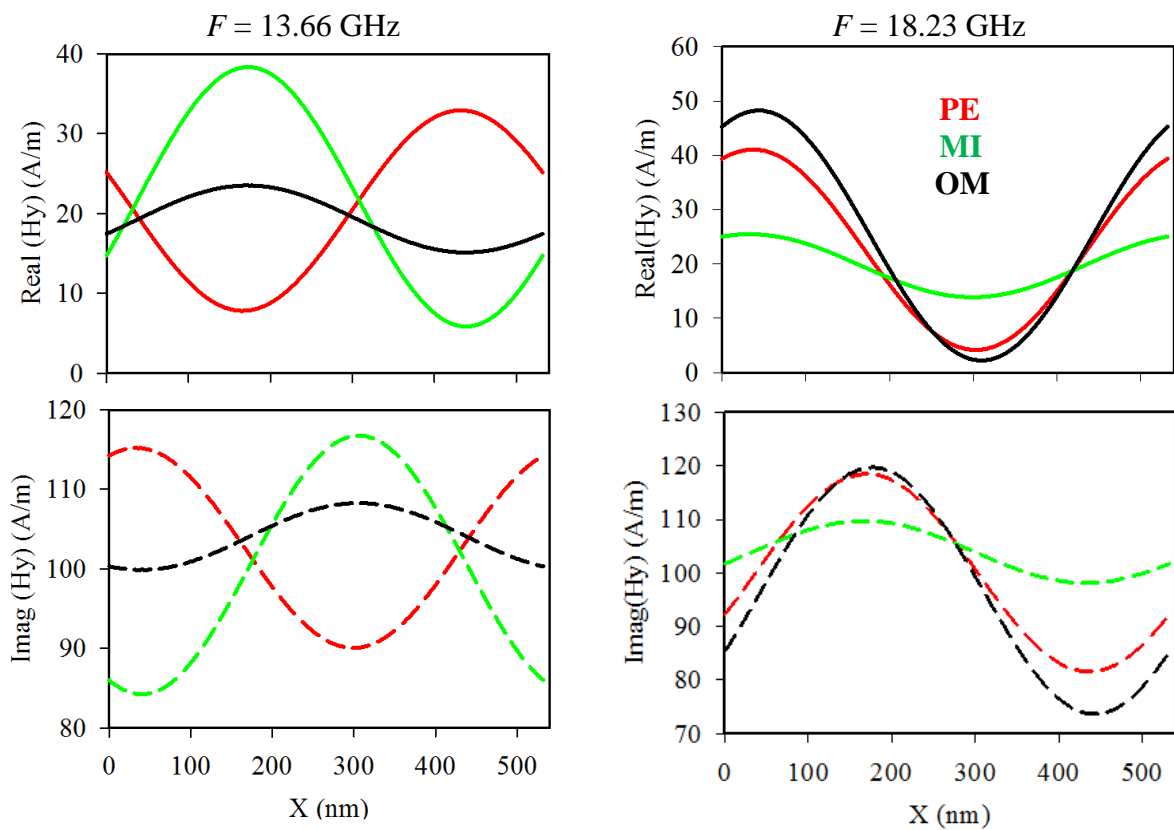 F = 13.66 GHz
F = 18.23 GHz
Real (Hy) (A/m)
40
30
20
10
0
Real(Hy) (A/m)
60
50
40
30
20
10
0
PE
MI
OM
Imag (Hy) (A/m)
120
110
100
90
80
0 100 200 300 400 500
X (nm)
Imag(Hy) (A/m)
130
120
110
100
90
80
70
0 100 200 300 400 500
X (nm)